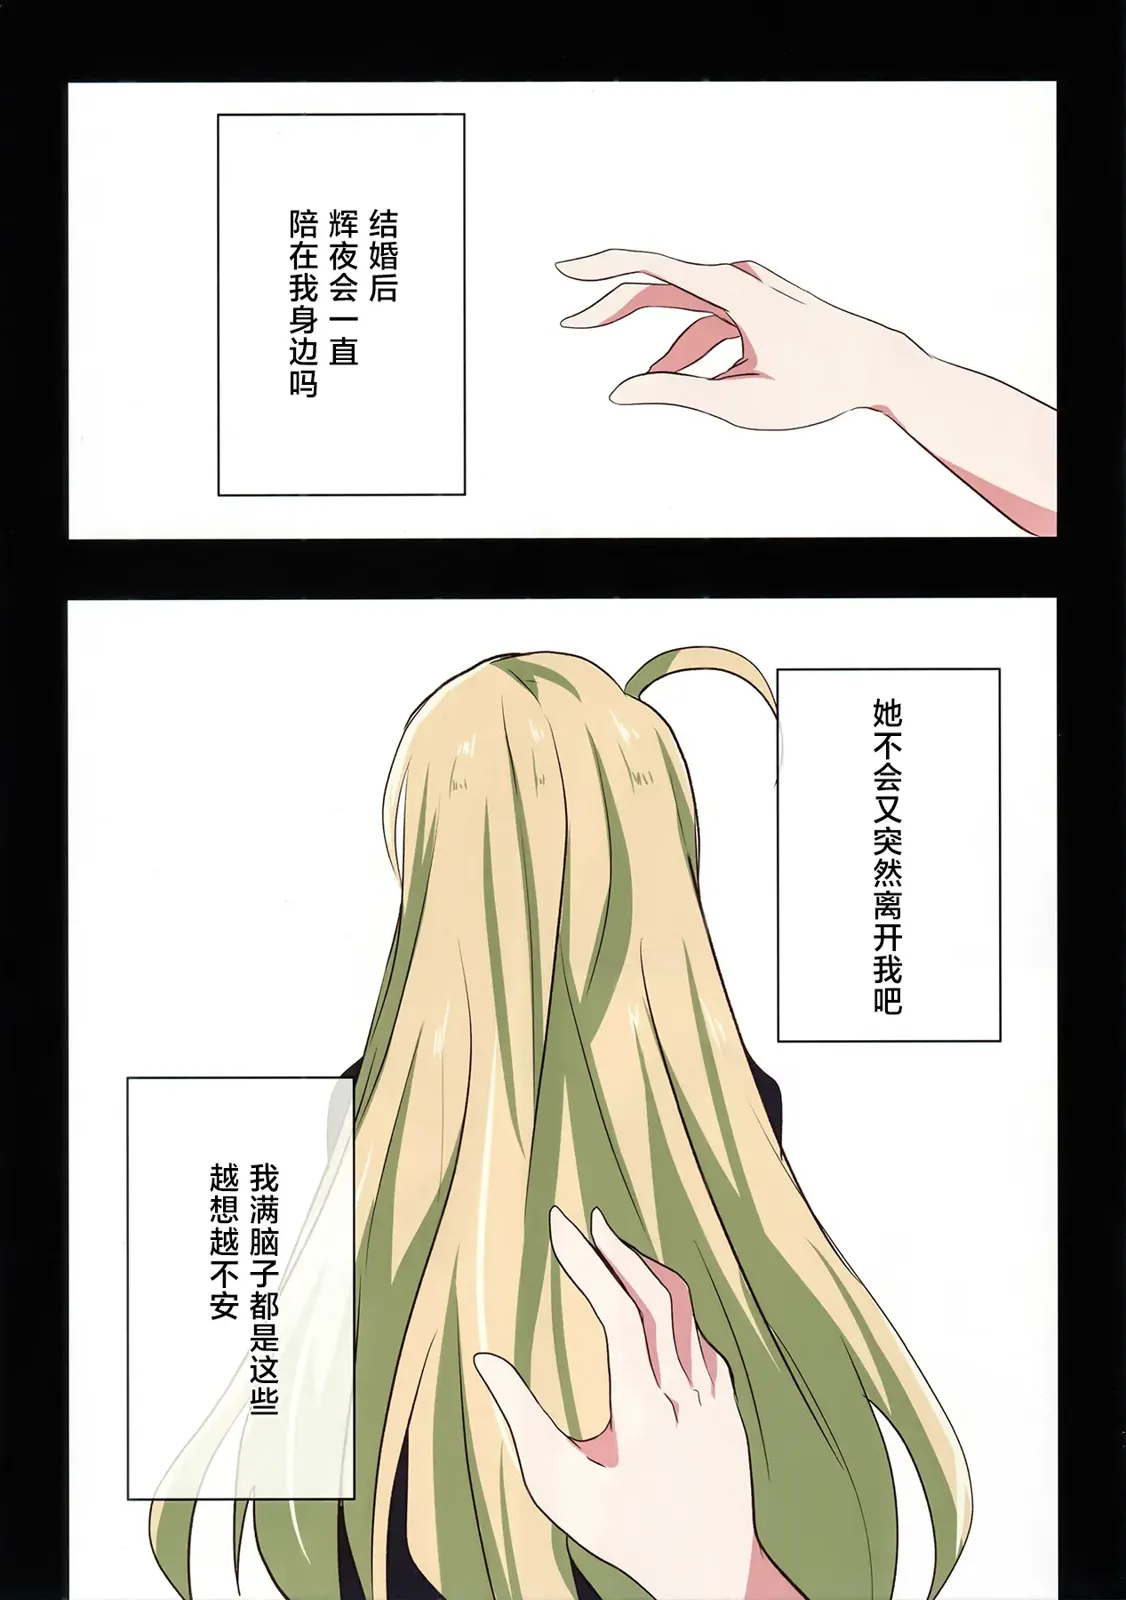 结婚后
辉夜会一直
陪在我身边吗
她不会又突然离开我吧
我满脑子都是这些
越想越不安